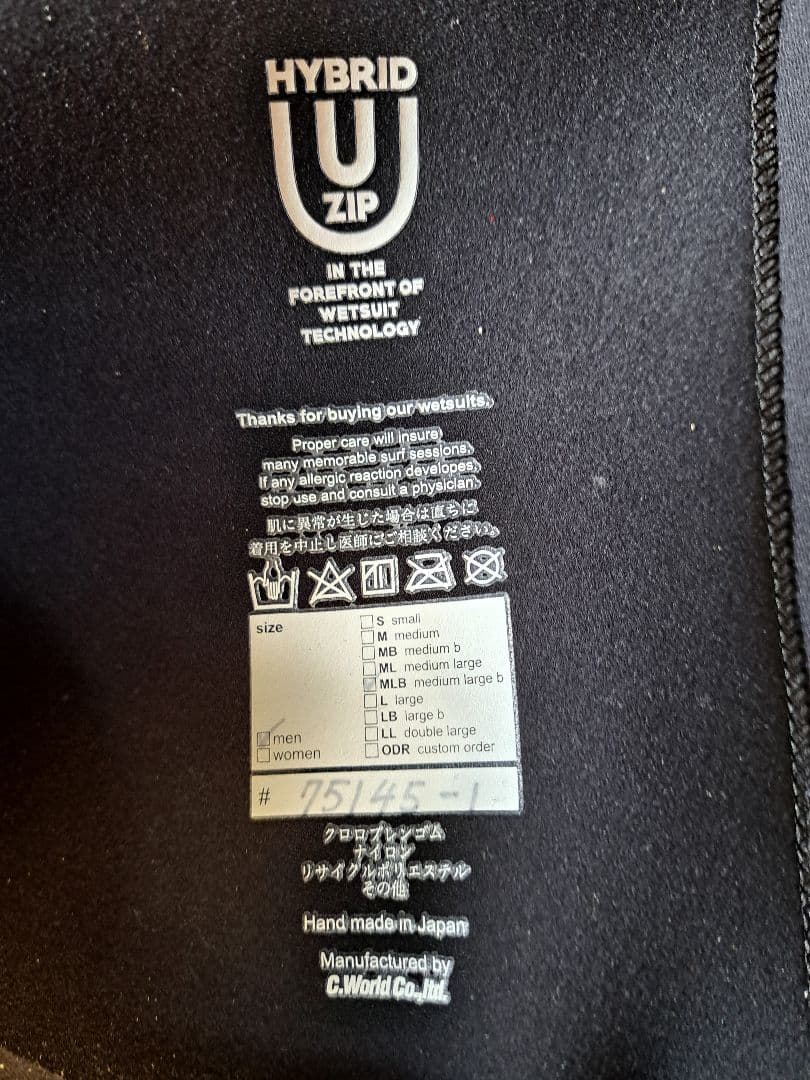 HYBRID
U
ZIP
IN THE
FOREFRONT OF
WETSUIT
TECHNOLOGY
Thanks for buying our wetsuits.
Proper care will insure
many memorable surf sessions.
If any allergic reaction developes,
stop use and consult a physician.
肌に異常が生じた場合は直ちに
着用を中止し医師にご相談ください。
size
S small
M medium
MB medium b
ML medium large
MLB medium large b
L large
LB large b
LL double large
ODR custom order
men
women
# 75145-1
クロロプレンゴム
ナイロン
リサイクルポリエステル
その他
Hand made in Japan
Manufactured by
C.World Co.,ltd.